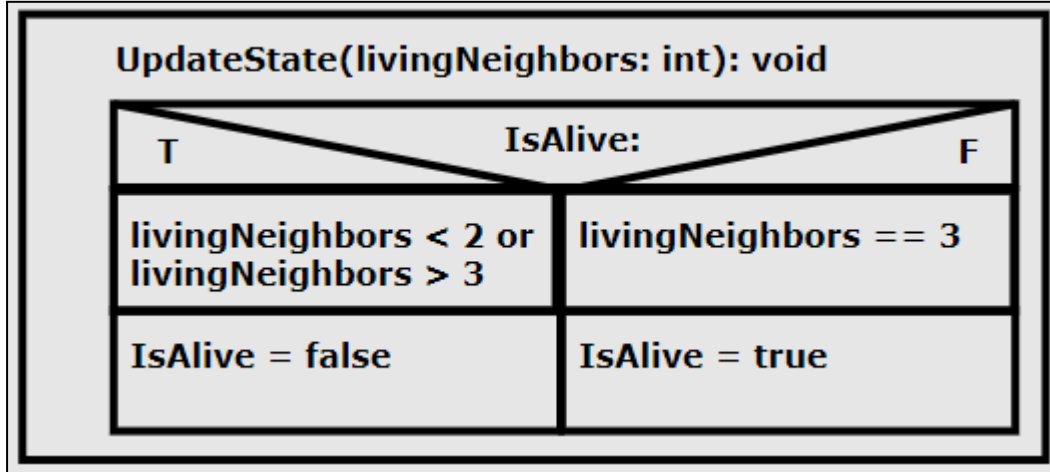 UpdateState(livingNeighbors: int): void
IsAlive:
T
F
livingNeighbors < 2 or
livingNeighbors > 3
livingNeighbors == 3
IsAlive = false
IsAlive = true